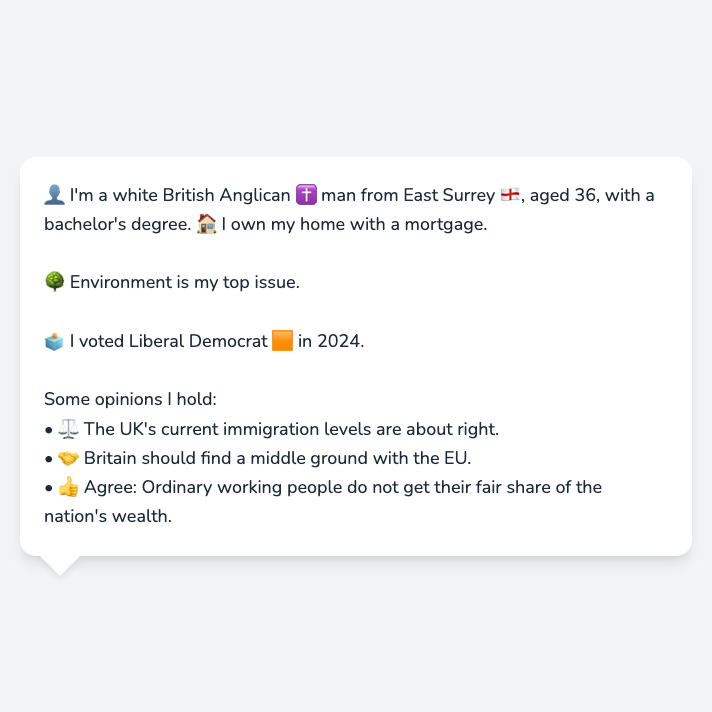 👤 I'm a white British Anglican ✝️ man from East Surrey 🏴󠁧󠁢󠁥󠁮󠁧󠁿, aged 36, with a
bachelor's degree. 🏠 I own my home with a mortgage.
🌳 Environment is my top issue.
🗳️ I voted Liberal Democrat 🟧 in 2024.
Some opinions I hold:
• ⚖️ The UK's current immigration levels are about right.
• 🤝 Britain should find a middle ground with the EU.
• 👍 Agree: Ordinary working people do not get their fair share of the
nation's wealth.